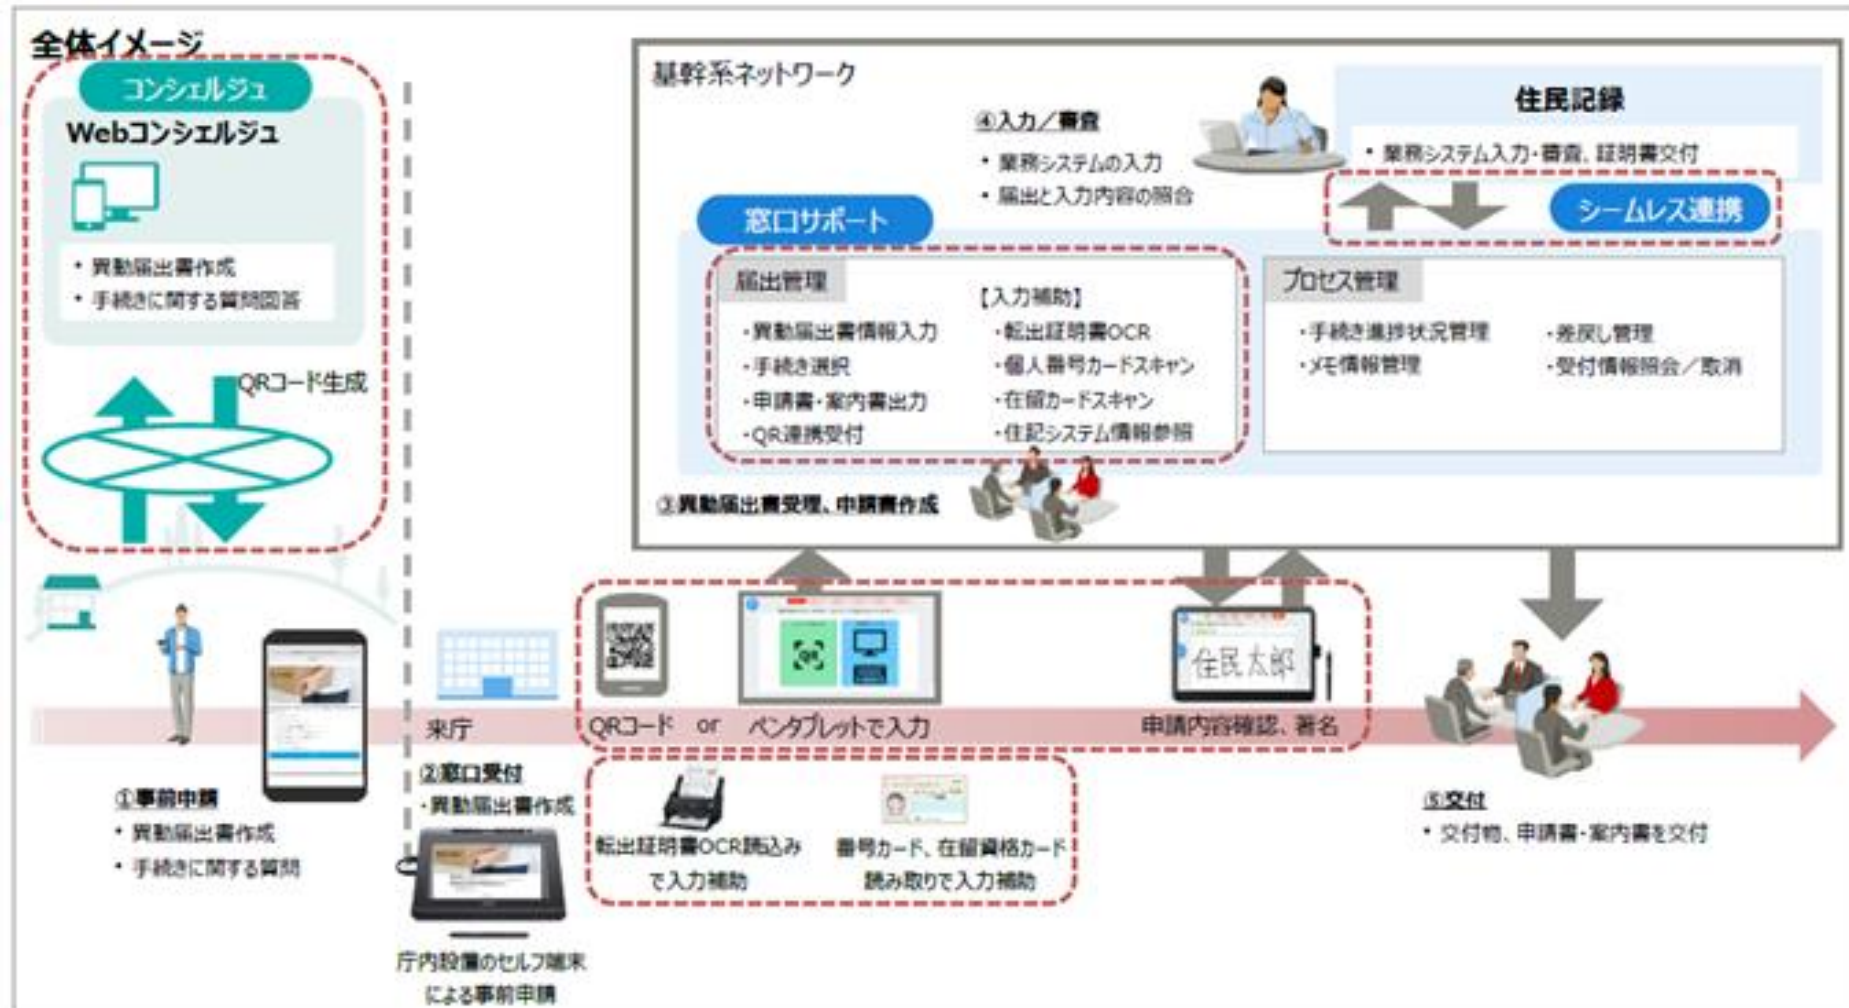 全体イメージ
コンシェルジュ
Webコンシェルジュ
・異動届出書作成
・手続きに関する質問回答
QRコード生成
基幹系ネットワーク
④入力／審査
・業務システムの入力
・届出と入力内容の照合
住民記録
・業務システム入力・審査、証明書交付
シームレス連携
窓口サポート
届出管理
・異動届出書情報入力
・手続き選択
・申請書・案内書出力
・QR連携受付
【入力補助】
・転出証明書OCR
・個人番号カードスキャン
・在留カードスキャン
・住記システム情報参照
プロセス管理
・手続き進捗状況管理
・メモ情報管理
・差戻し管理
・受付情報照会／取消
③異動届出書受理、申請書作成
QR
住民太郎
来庁
QRコード or ペンタブレットで入力
申請内容確認、署名
①事前申請
・異動届出書作成
・手続きに関する質問
②窓口受付
・異動届出書作成
庁内設備のセルフ端末
による事前申請
転出証明書OCR読込み
で入力補助
番号カード、在留資格カード
読み取りで入力補助
⑤交付
・交付物、申請書・案内書を交付